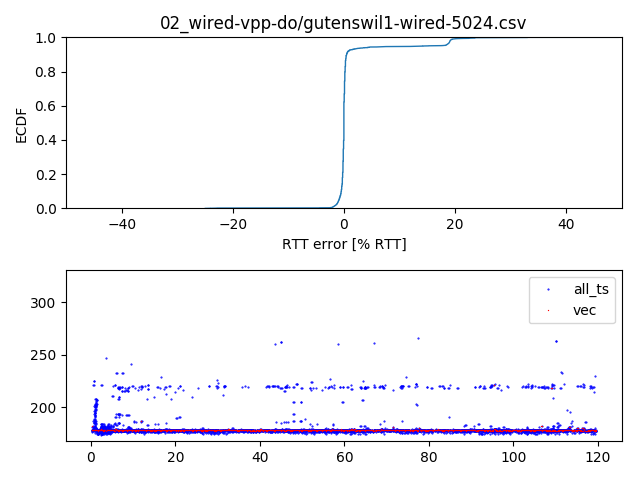 02_wired-vpp-do/gutenswil1-wired-5024.csv
1.0
0.8
0.6
0.4
0.2
0.0
ECDF
−40 −20 0 20 40
RTT error [% RTT]
300
250
200
all_ts
vec
0 20 40 60 80 100 120